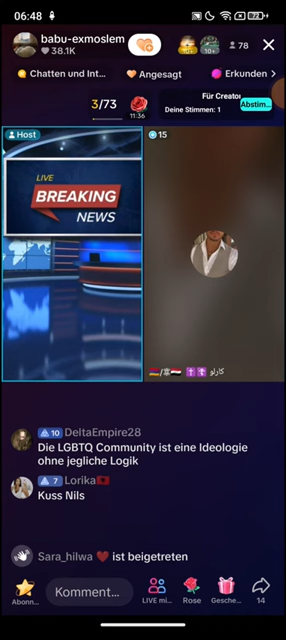 06:48
72
babu-exmoslem
38.1K
10+
78
Chatten und Int...
Angesagt
Erkunden
3/73
11:36
Für Creator
Deine Stimmen: 1
Abstim...
Host
15
LIVE
BREAKING
NEWS
كارلو
10 DeltaEmpire28
Die LGBTQ Community ist eine Ideologie
ohne jegliche Logik
7 Lorika
Kuss Nils
Sara_hilwa ist beigetreten
Abonn...
Komment...
LIVE mi...
Rose
Gesche...
14